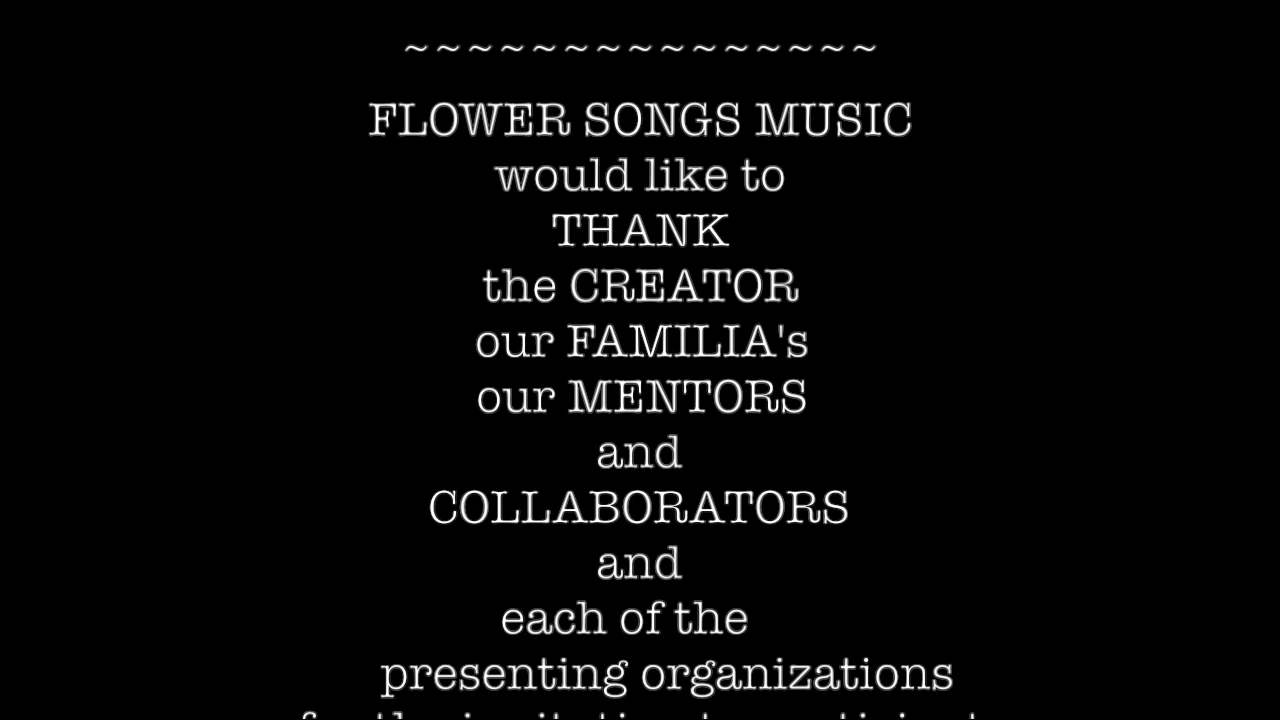 ~~~~~~~~~~~~~~~
FLOWER SONGS MUSIC
would like to
THANK
the CREATOR
our FAMILIA's
our MENTORS
and
COLLABORATORS
and
each of the
presenting organizations